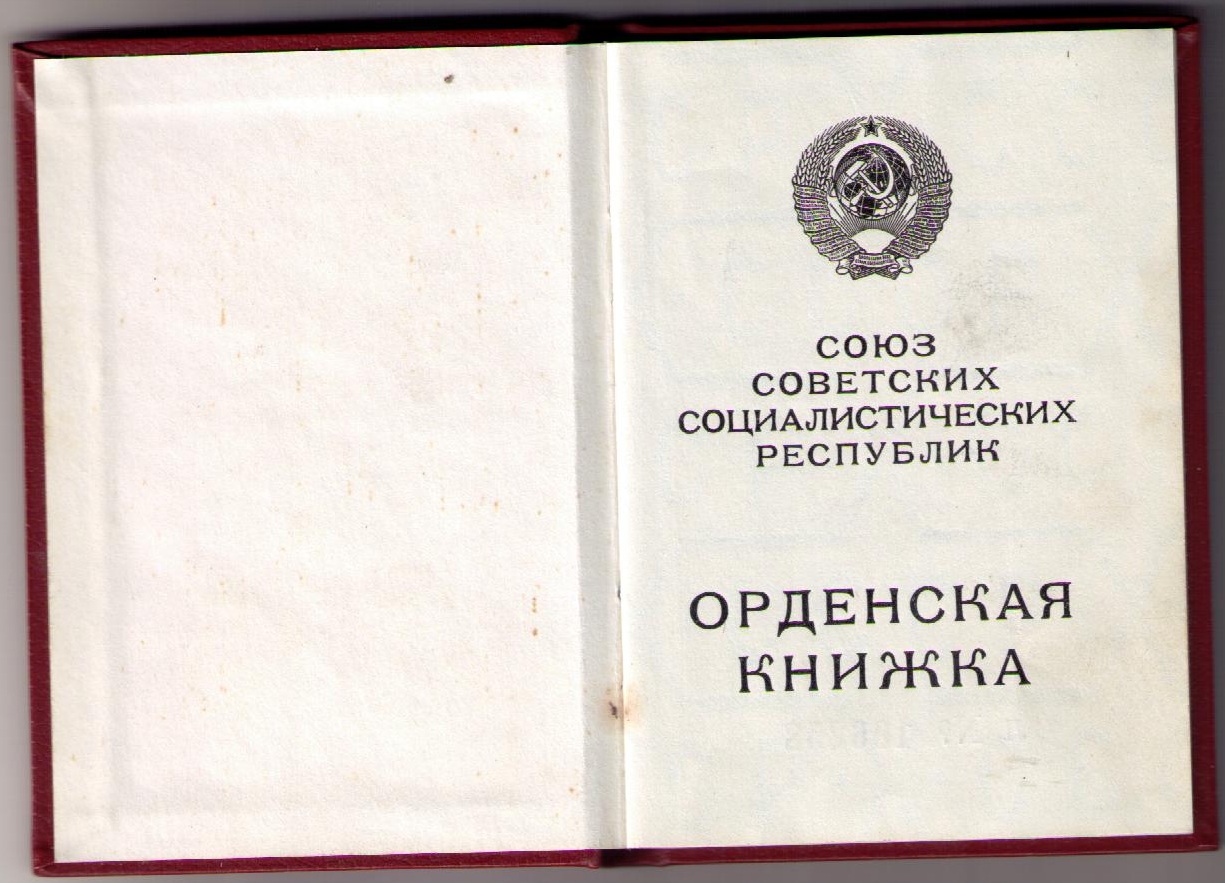 СОЮЗ
СОВЕТСКИХ
СОЦИАЛИСТИЧЕСКИХ
РЕСПУБЛИК
ОРДЕНСКАЯ
КНИЖКА